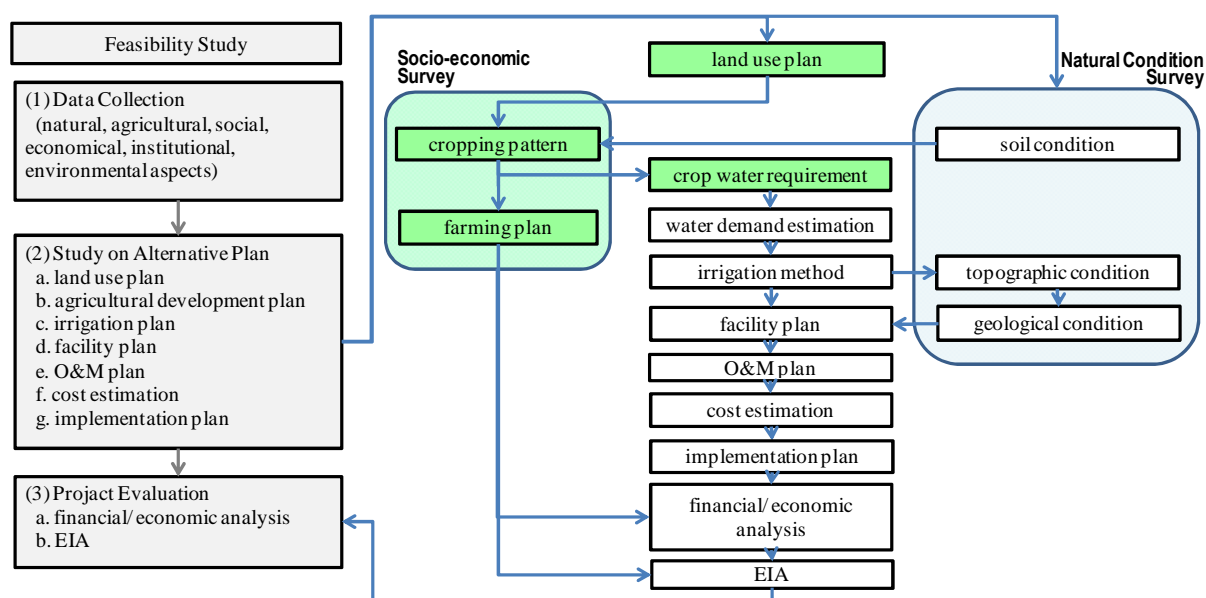 Feasibility Study
(1) Data Collection
(natural, agricultural, social,
economical, institutional,
environmental aspects)
(2) Study on Alternative Plan
a. land use plan
b. agricultural development plan
c. irrigation plan
d. facility plan
e. O&M plan
f. cost estimation
g. implementation plan
(3) Project Evaluation
a. financial/ economic analysis
b. EIA
Socio-economic
Survey
cropping pattern
farming plan
land use plan
crop water requirement
water demand estimation
irrigation method
facility plan
O&M plan
cost estimation
implementation plan
financial/ economic
analysis
EIA
Natural Condition
Survey
soil condition
topographic condition
geological condition